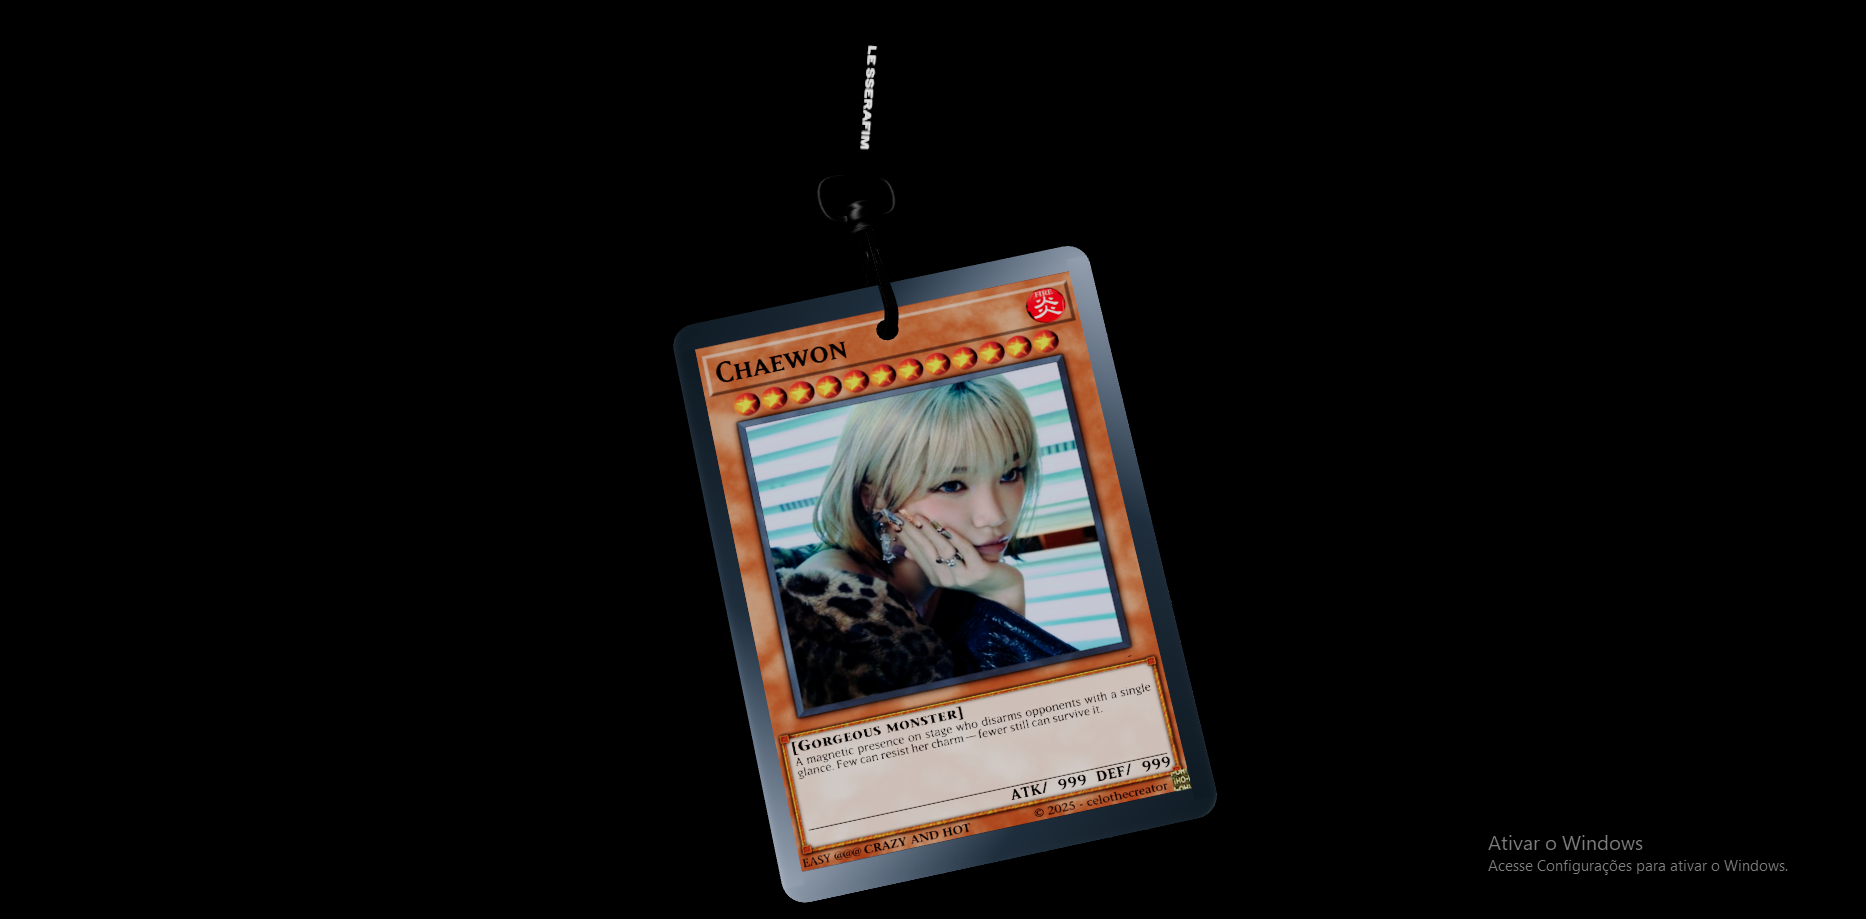 LE SSERAFIM
CHAEWON
FIRE
炎
[GORGEOUS MONSTER]
A magnetic presence on stage who disarms opponents with a single
glance. Few can resist her charm — fewer still can survive it.
ATK/ 999 DEF/ 999
EASY @@@ CRAZY AND HOT
© 2025 - celothecreator
Ativar o Windows
Acesse Configurações para ativar o Windows.